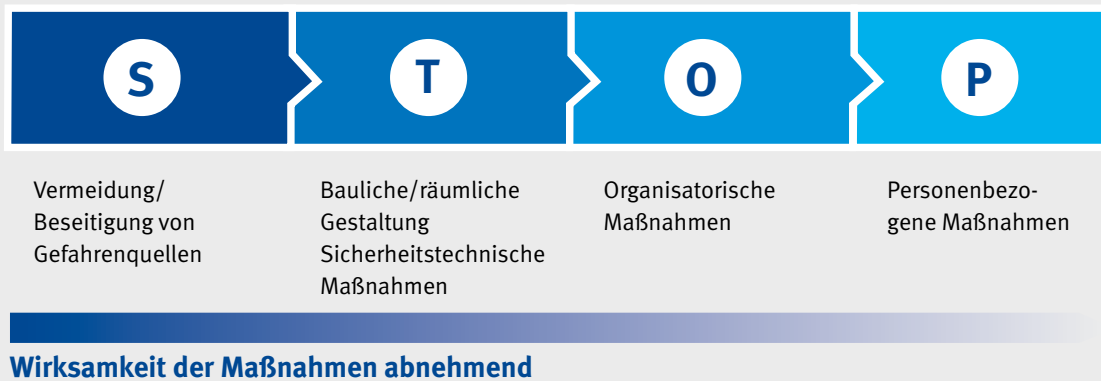 S
T
O
P
Vermeidung/
Beseitigung von
Gefahrenquellen
Bauliche/räumliche
Gestaltung
Sicherheitstechnische
Maßnahmen
Organisatorische
Maßnahmen
Personenbezo-
gene Maßnahmen
Wirksamkeit der Maßnahmen abnehmend